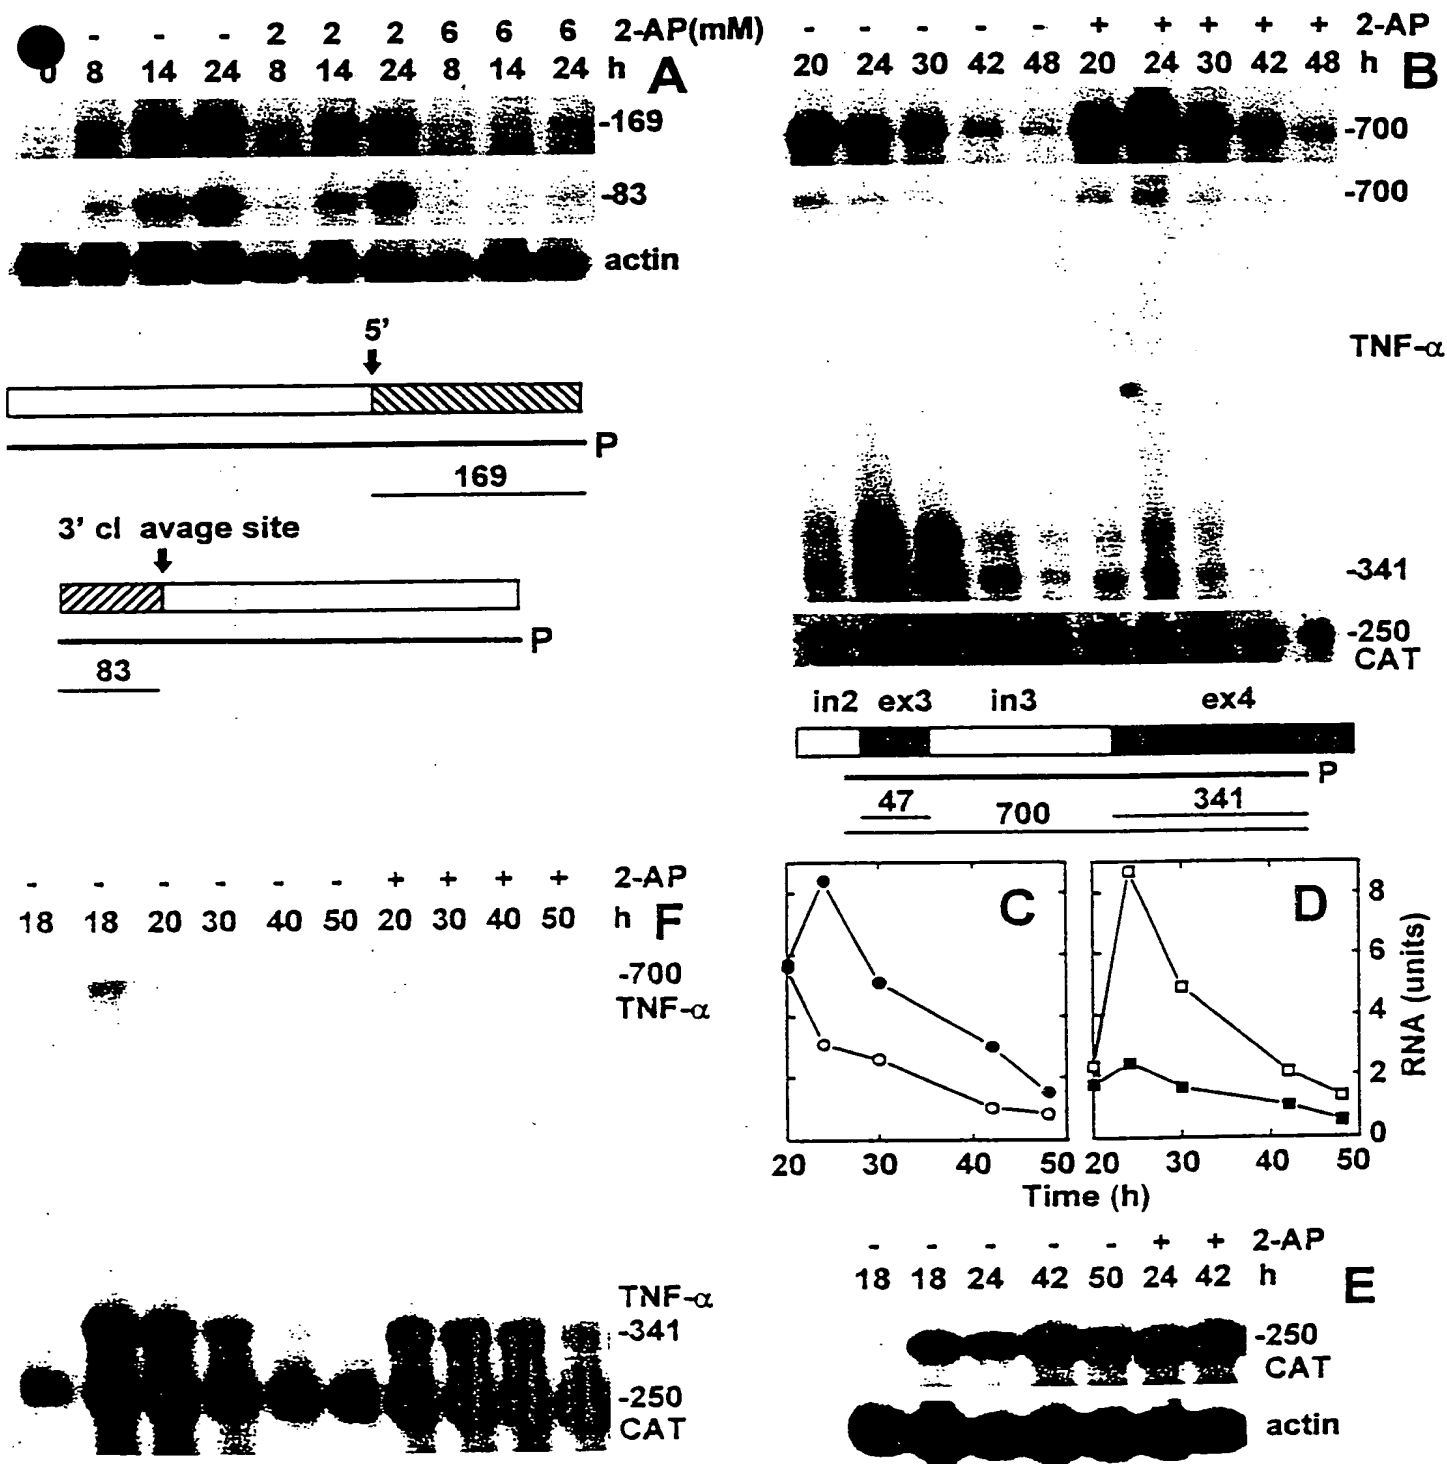 - - - 2 2 2 6 6 6 2-AP(mM)
0 8 14 24 8 14 24 8 14 24 h A
-169
-83
actin
5'
P
169
3' cl avage site
P
83
- - - - - + + + + + 2-AP
20 24 30 42 48 20 24 30 42 48 h B
-700
-700
TNF-α
-341
-250
CAT
in2 ex3 in3 ex4
P
47 700 341
- - - - - - + + + + 2-AP
18 18 20 30 40 50 20 30 40 50 h F
-700
TNF-α
TNF-α
-341
-250
CAT
C D
8
6
4
2
0
RNA (units)
20 30 40 50 20 30 40 50
Time (h)
- - - - - + + 2-AP
18 18 24 42 50 24 42 h E
-250
CAT
actin